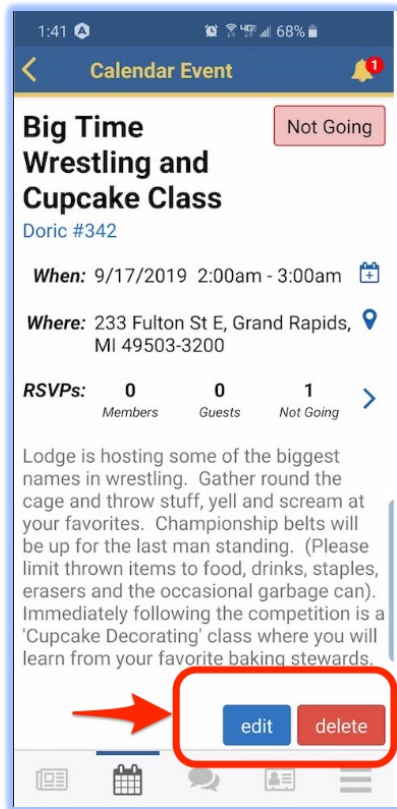 1:41 68%
Calendar Event 1
Big Time Not Going
Wrestling and
Cupcake Class
Doric #342
When: 9/17/2019 2:00am - 3:00am
Where: 233 Fulton St E, Grand Rapids,
MI 49503-3200
RSVPs: 0 0 1
Members Guests Not Going
Lodge is hosting some of the biggest
names in wrestling. Gather round the
cage and throw stuff, yell and scream at
your favorites. Championship belts will
be up for the last man standing. (Please
limit thrown items to food, drinks, staples,
erasers and the occasional garbage can).
Immediately following the competition is a
'Cupcake Decorating' class where you will
learn from your favorite baking stewards.
edit delete